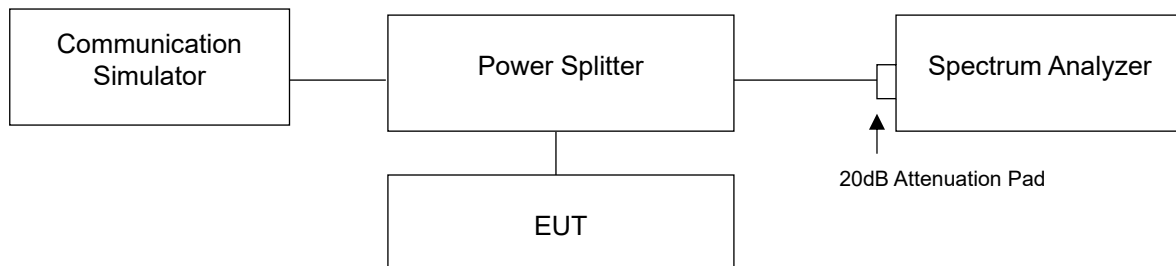 Communication
Simulator
Power Splitter
Spectrum Analyzer
20dB Attenuation Pad
EUT